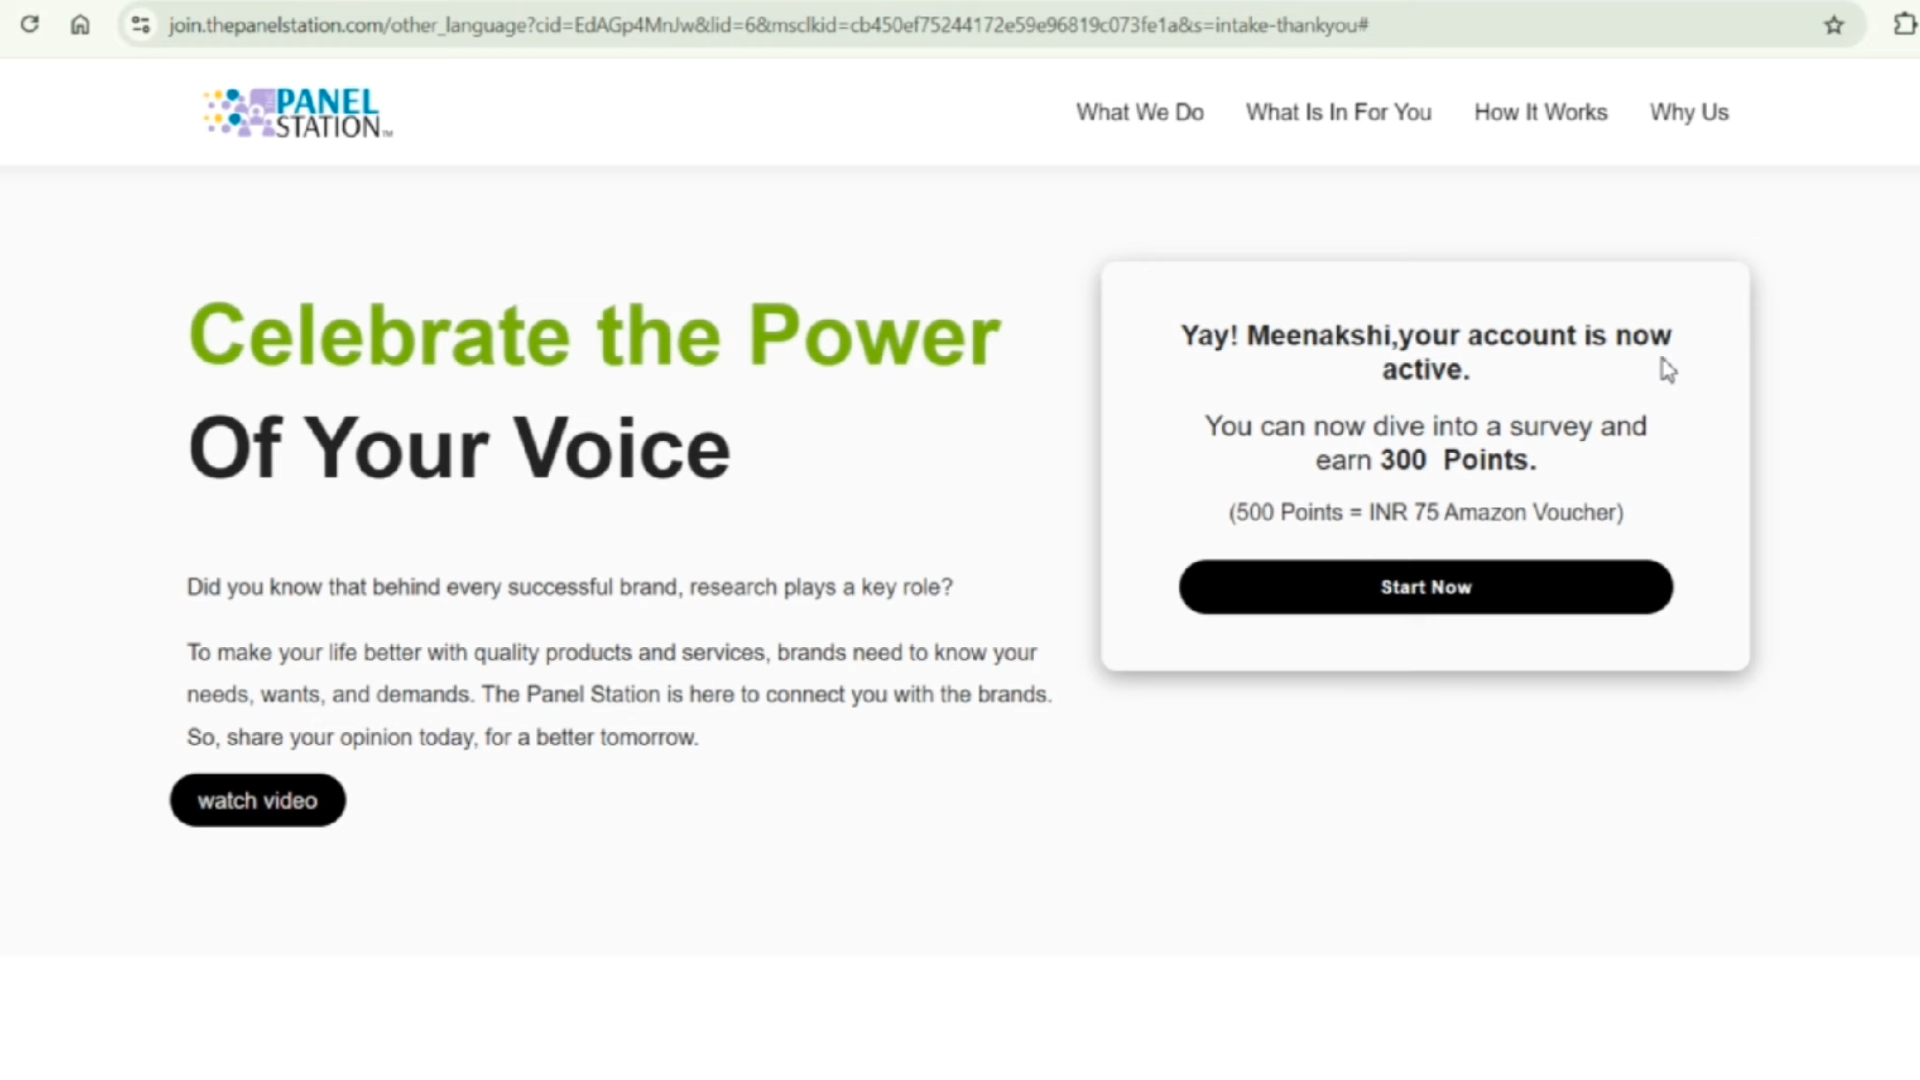 join.thepanelstation.com/other_language?cid=EdAGp4MnJw&lid=6&msclkid=cb450ef75244172e59e96819c073fe1a&s=intake-thankyou#
PANEL
STATION™
What We Do What Is In For You How It Works Why Us
Celebrate the Power
Of Your Voice
Did you know that behind every successful brand, research plays a key role?
To make your life better with quality products and services, brands need to know your
needs, wants, and demands. The Panel Station is here to connect you with the brands.
So, share your opinion today, for a better tomorrow.
watch video
Yay! Meenakshi,your account is now
active.
You can now dive into a survey and
earn 300 Points.
(500 Points = INR 75 Amazon Voucher)
Start Now